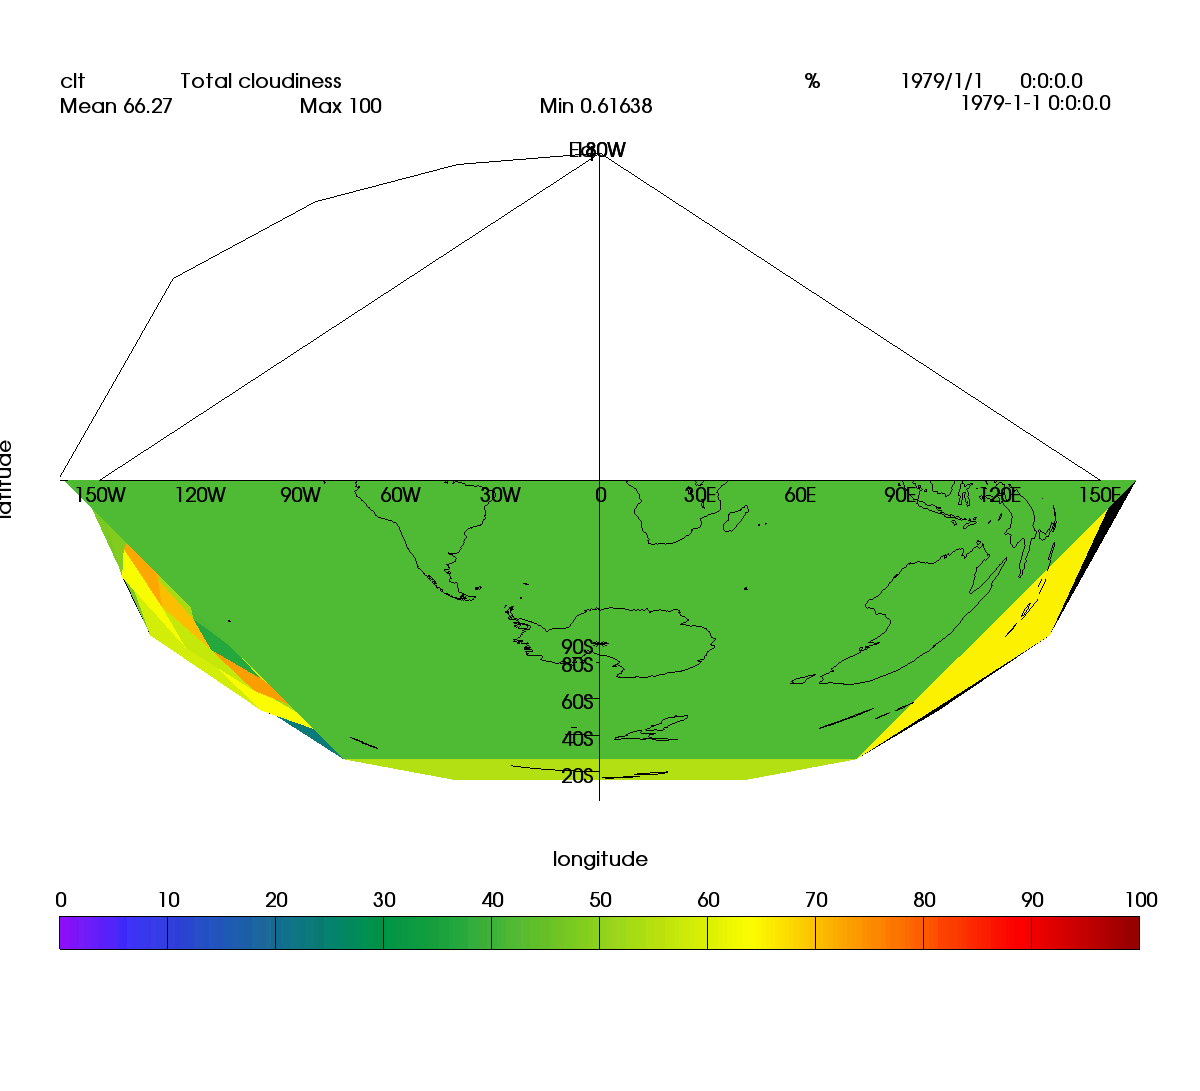 clt Total cloudiness % 1979/1/1 0:0:0.0
Mean 66.27 Max 100 Min 0.61638 1979-1-1 0:0:0.0
latitude
150W 120W 90W 60W 30W 0 30E 60E 90E 120E 150E
90S
80S
60S
40S
20S
longitude
0 10 20 30 40 50 60 70 80 90 100